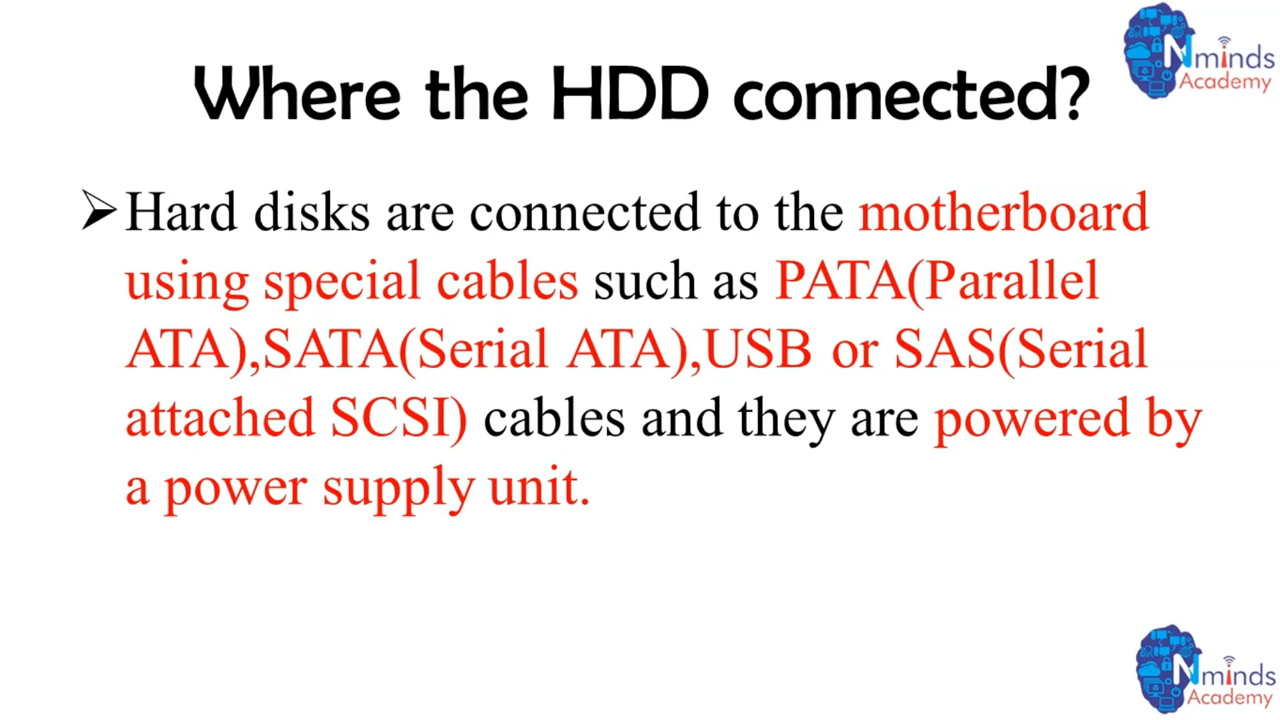 Nminds
Academy
Where the HDD connected?
➢Hard disks are connected to the motherboard
using special cables such as PATA(Parallel
ATA),SATA(Serial ATA),USB or SAS(Serial
attached SCSI) cables and they are powered by
a power supply unit.
Nminds
Academy